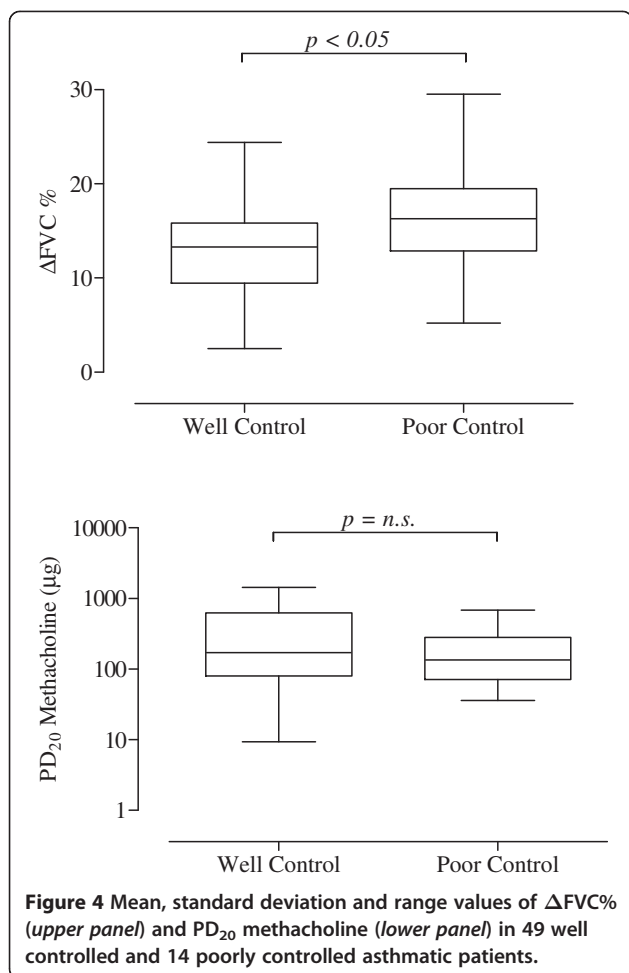 p < 0.05
30
20
10
0
ΔFVC %
Well Control
Poor Control
p = n.s.
10000
1000
100
10
1
PD20 Methacholine (μg)
Well Control
Poor Control
Figure 4 Mean, standard deviation and range values of ΔFVC%
(upper panel) and PD20 methacholine (lower panel) in 49 well
controlled and 14 poorly controlled asthmatic patients.